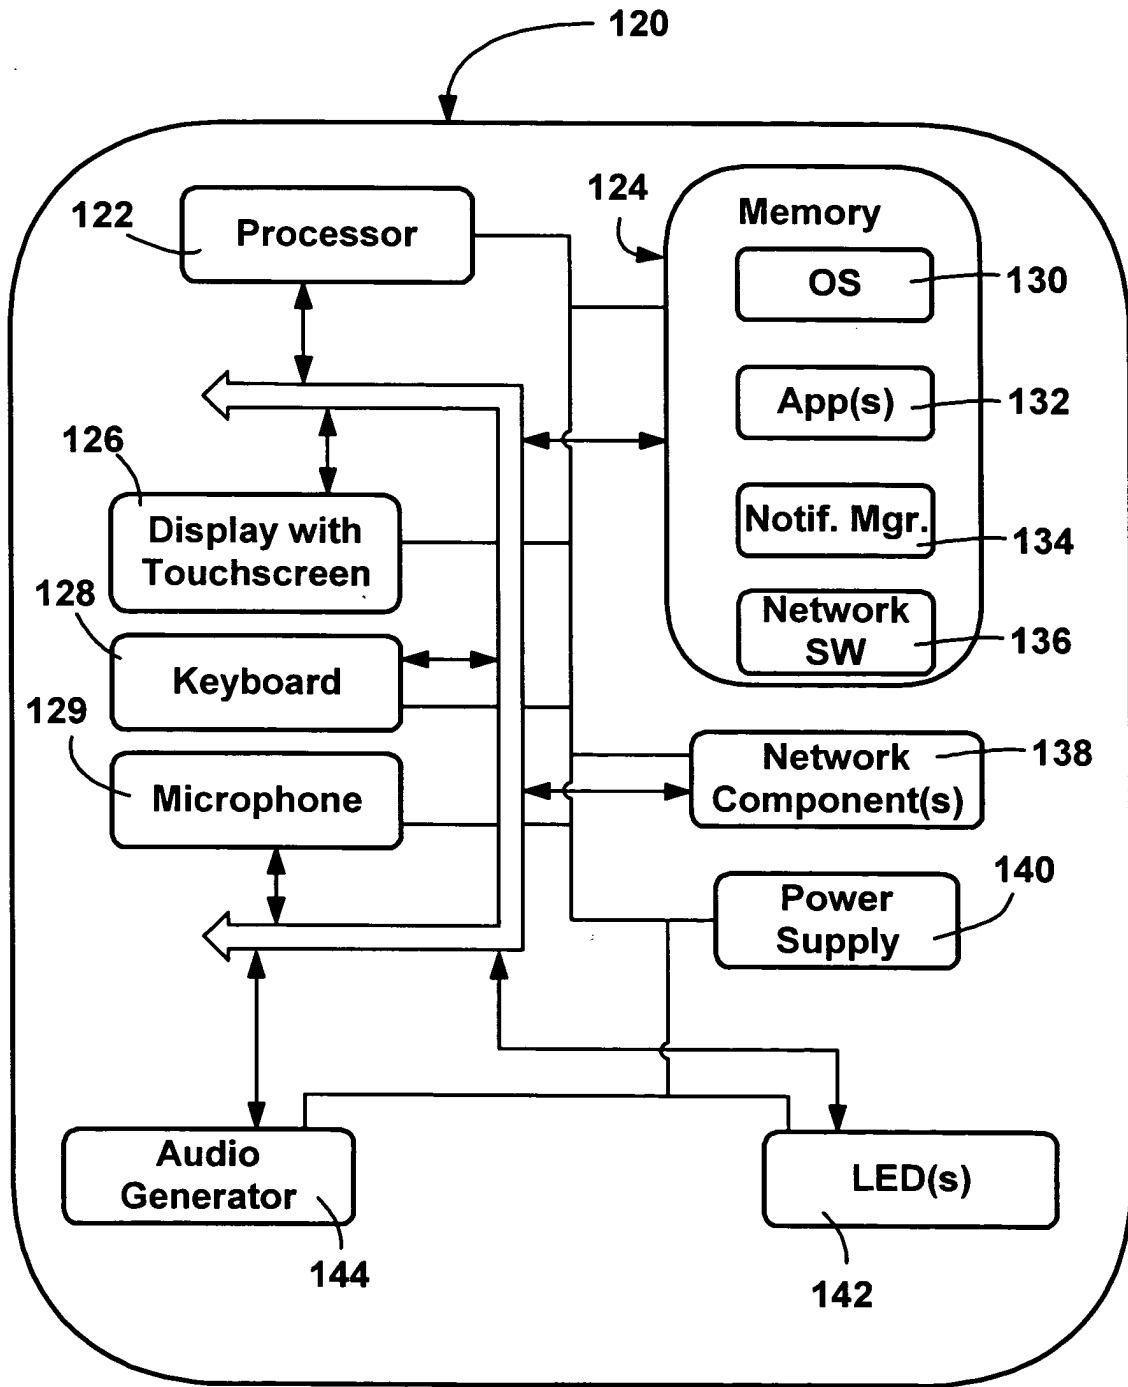 120
122
Processor
124
Memory
OS
130
App(s)
132
126
Display with
Touchscreen
Notif. Mgr.
134
128
Keyboard
Network
SW
136
129
Microphone
Network
Component(s)
138
140
Power
Supply
Audio
Generator
144
LED(s)
142